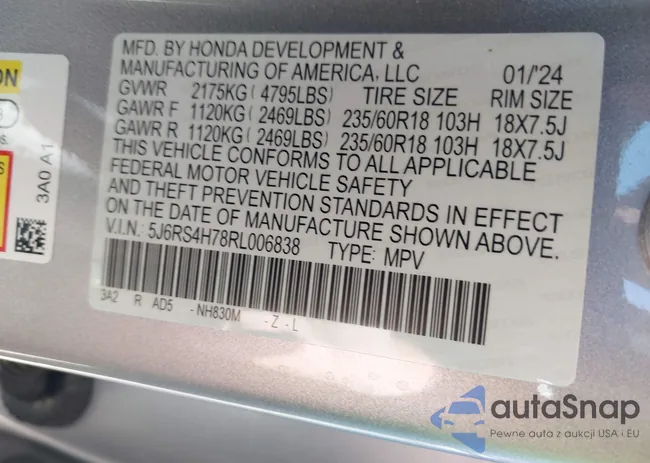 MFD. BY HONDA DEVELOPMENT &
MANUFACTURING OF AMERICA, LLC 01/'24
GVWR 2175KG ( 4795LBS) TIRE SIZE RIM SIZE
GAWR F 1120KG ( 2469LBS) 235/60R18 103H 18X7.5J
GAWR R 1120KG ( 2469LBS) 235/60R18 103H 18X7.5J
THIS VEHICLE CONFORMS TO ALL APPLICABLE
FEDERAL MOTOR VEHICLE SAFETY
AND THEFT PREVENTION STANDARDS IN EFFECT
ON THE DATE OF MANUFACTURE SHOWN ABOVE.
V.I.N.: 5J6RS4H78RL006838 TYPE: MPV
3A2 R AD5 - NH830M - Z - L
3A0 A1
autaSnap
Pewne auta z aukcji USA i EU